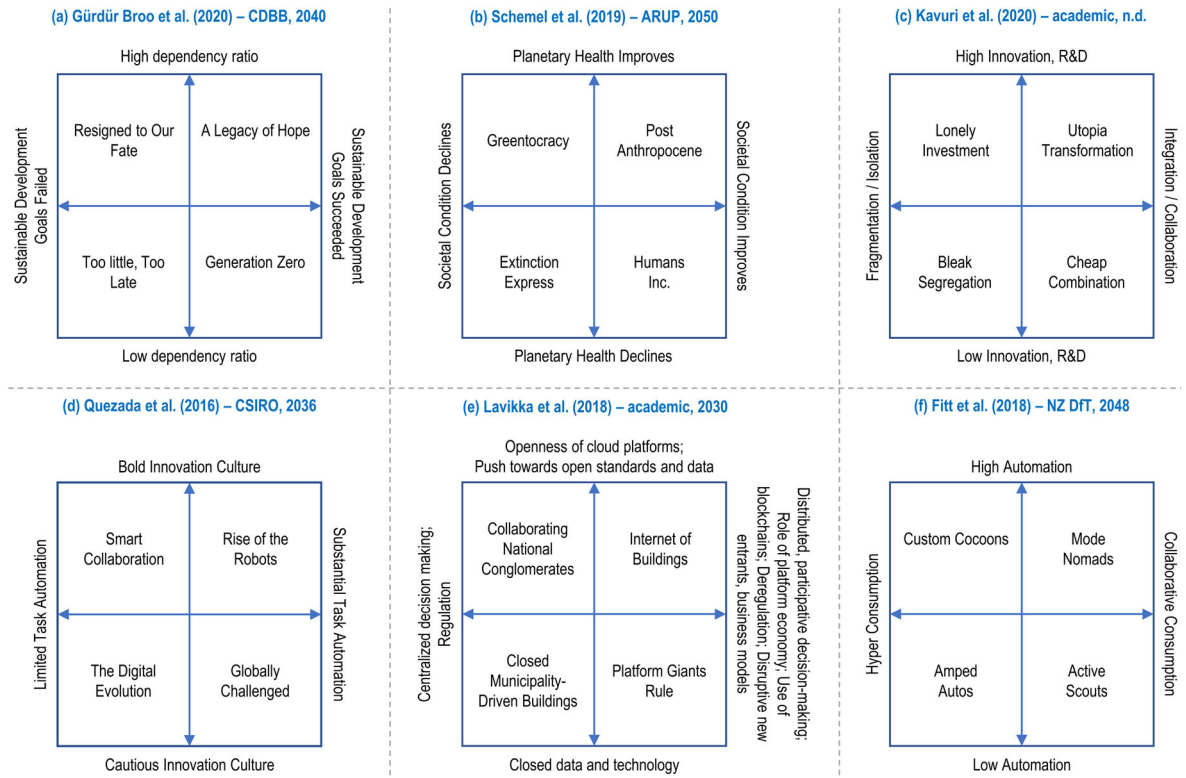 (a) Gürdür Broo et al. (2020) – CDBB, 2040
High dependency ratio
Sustainable Development
Goals Failed
Resigned to Our
Fate
A Legacy of Hope
Too little, Too
Late
Generation Zero
Sustainable Development
Goals Succeeded
Low dependency ratio
(b) Schemel et al. (2019) – ARUP, 2050
Planetary Health Improves
Societal Condition Declines
Greentocracy
Post
Anthropocene
Extinction
Express
Humans
Inc.
Societal Condition Improves
Planetary Health Declines
(c) Kavuri et al. (2020) – academic, n.d.
High Innovation, R&D
Fragmentation / Isolation
Lonely
Investment
Utopia
Transformation
Bleak
Segregation
Cheap
Combination
Integration / Collaboration
Low Innovation, R&D
(d) Quezada et al. (2016) – CSIRO, 2036
Bold Innovation Culture
Limited Task Automation
Smart
Collaboration
Rise of the
Robots
The Digital
Evolution
Globally
Challenged
Substantial Task Automation
Cautious Innovation Culture
(e) Lavikka et al. (2018) – academic, 2030
Openness of cloud platforms;
Push towards open standards and data
Centralized decision making;
Regulation
Collaborating
National
Conglomerates
Internet of
Buildings
Closed
Municipality-
Driven Buildings
Platform Giants
Rule
Distributed, participative decision-making;
Role of platform economy; Use of
blockchains; Deregulation; Disruptive new
entrants, business models
Closed data and technology
(f) Fitt et al. (2018) – NZ DfT, 2048
High Automation
Hyper Consumption
Custom Cocoons
Mode
Nomads
Amped
Autos
Active
Scouts
Collaborative Consumption
Low Automation